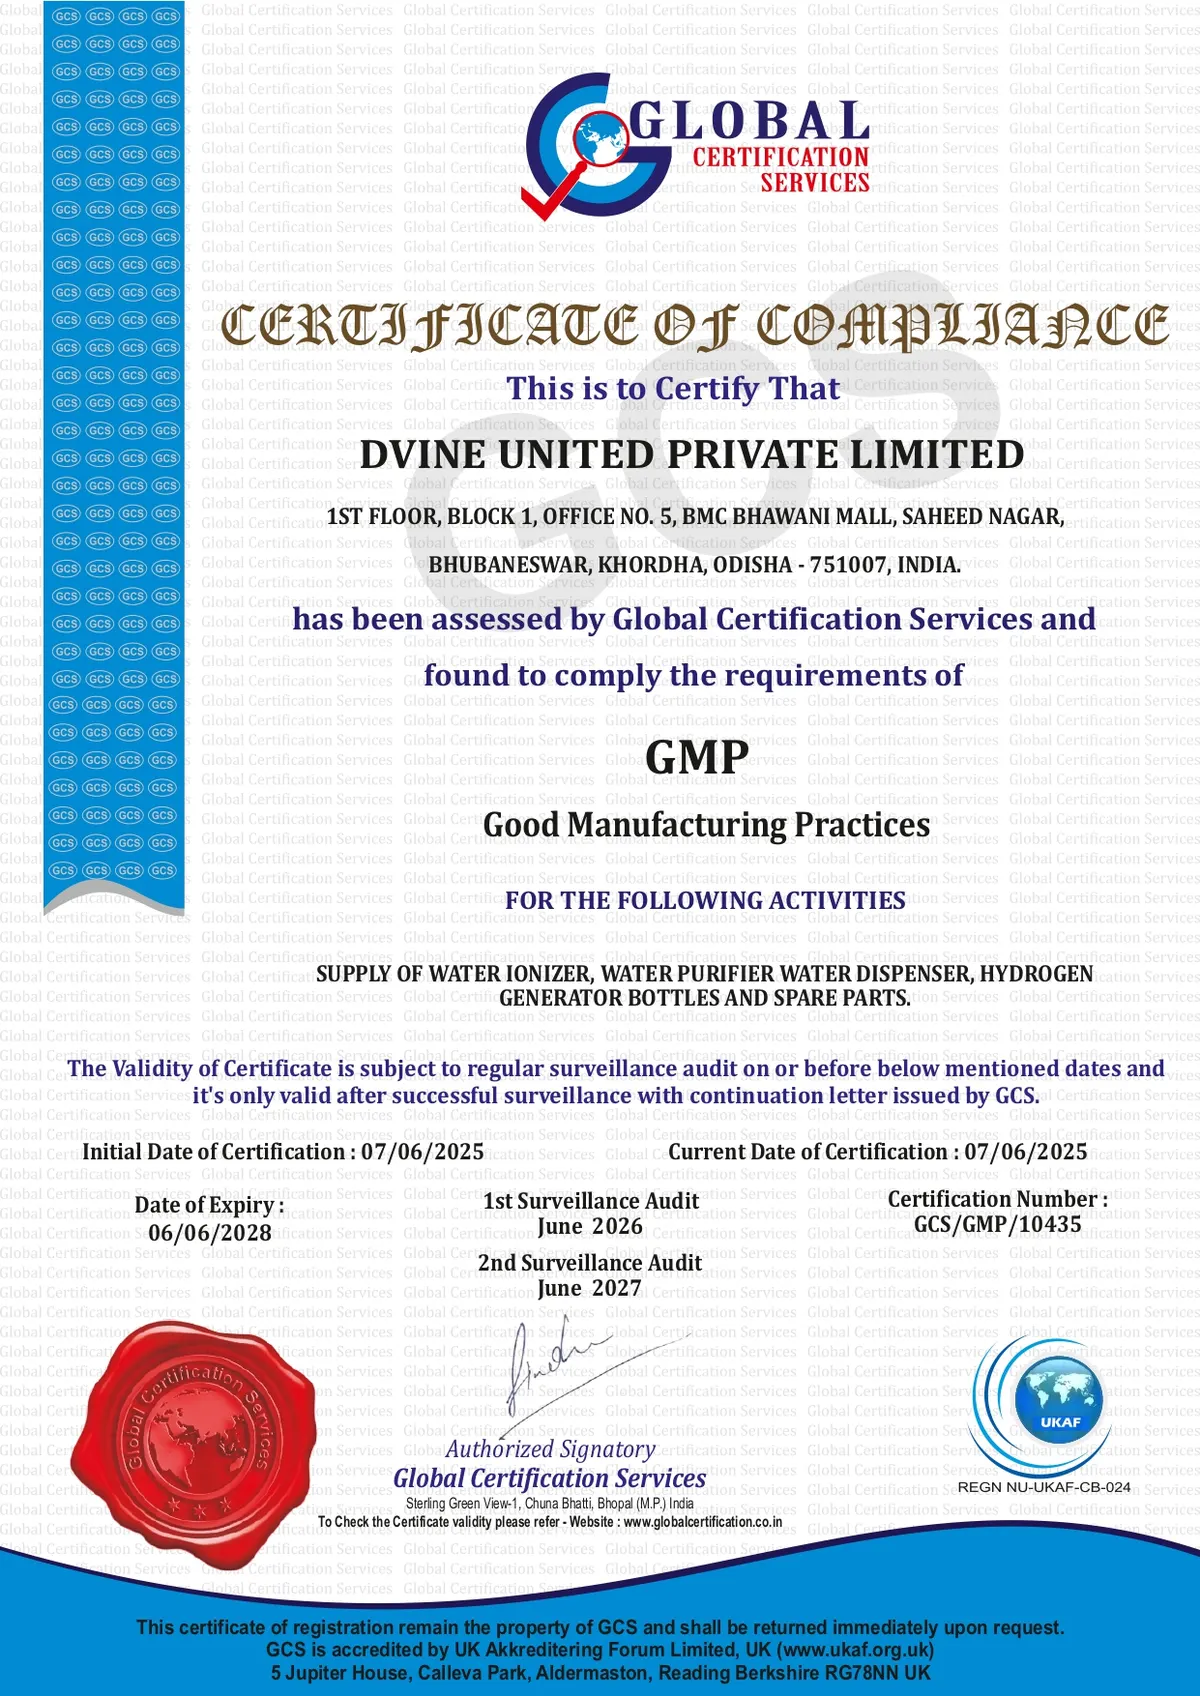 GLOBAL
CERTIFICATION
SERVICES
CERTIFICATE OF COMPLIANCE
This is to Certify That
DVINE UNITED PRIVATE LIMITED
1ST FLOOR, BLOCK 1, OFFICE NO. 5, BMC BHAWANI MALL, SAHEED NAGAR,
BHUBANESWAR, KHORDHA, ODISHA - 751007, INDIA.
has been assessed by Global Certification Services and
found to comply the requirements of
GMP
Good Manufacturing Practices
FOR THE FOLLOWING ACTIVITIES
SUPPLY OF WATER IONIZER, WATER PURIFIER WATER DISPENSER, HYDROGEN
GENERATOR BOTTLES AND SPARE PARTS.
The Validity of Certificate is subject to regular surveillance audit on or before below mentioned dates and
it's only valid after successful surveillance with continuation letter issued by GCS.
Initial Date of Certification : 07/06/2025
Current Date of Certification : 07/06/2025
Date of Expiry :
06/06/2028
1st Surveillance Audit
June 2026
2nd Surveillance Audit
June 2027
Certification Number :
GCS/GMP/10435
Global Certification Services
Authorized Signatory
Global Certification Services
Sterling Green View-1, Chuna Bhatti, Bhopal (M.P.) India
To Check the Certificate validity please refer - Website : www.globalcertification.co.in
UKAF
REGN NU-UKAF-CB-024
This certificate of registration remain the property of GCS and shall be returned immediately upon request.
GCS is accredited by UK Akkreditering Forum Limited, UK (www.ukaf.org.uk)
5 Jupiter House, Calleva Park, Aldermaston, Reading Berkshire RG78NN UK